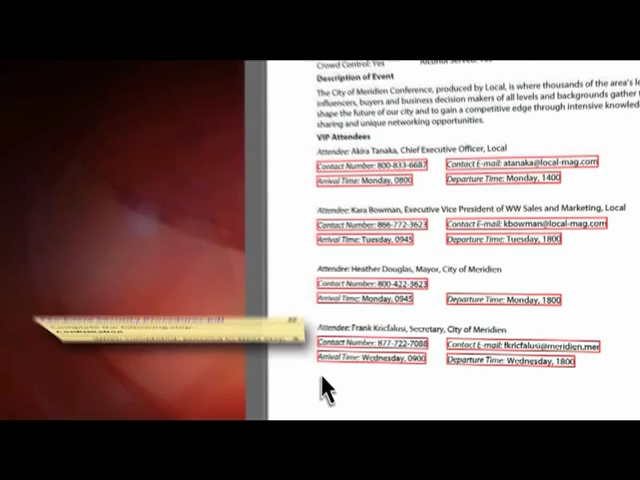 Crowd Control: Yes Alcohol Served: Yes
Description of Event
The City of Meridien Conference, produced by Local, is where thousands of the area's
influencers, buyers and business decision makers of all levels and backgrounds gather
shape the future of our city and to gain a competitive edge through intensive
sharing and unique networking opportunities.
VIP Attendees
Attendee: Akira Tanaka, Chief Executive Officer, Local
Contact Number: 800-833-6687 Contact E-mail: atanaka@local-mag.com
Arrival Time: Monday, 0800 Departure Time: Monday, 1400
Attendee: Kara Bowman, Executive Vice President of WW Sales and Marketing, Local
Contact Number: 866-772-3623 Contact E-mail: kbowman@local-mag.com
Arrival Time: Tuesday, 0945 Departure Time: Tuesday, 1800
Attendee: Heather Douglas, Mayor, City of Meridien
Contact Number: 800-422-3623
Arrival Time: Monday, 0945 Departure Time: Monday, 1800
Attendee: Frank Kricfalusi, Secretary, City of Meridien
Contact Number: 877-722-7088 Contact E-mail: fkricfalusi@meridien.mer
Arrival Time: Wednesday, 0900 Departure Time: Wednesday, 1800
Complete the following step: